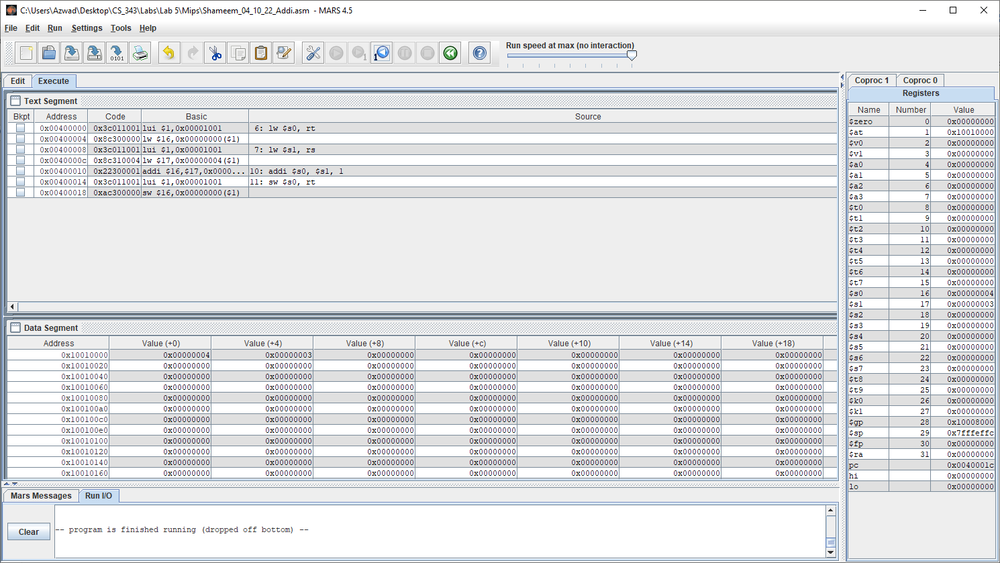 C:\Users\Azwad\Desktop\CS_343\Labs\Lab 5\Mips\Shameem_04_10_22_Addi.asm - MARS 4.5
File Edit Run Settings Tools Help
Run speed at max (no interaction)
Edit Execute
Text Segment
Bkpt Address Code Basic Source
0x00400000 0x3c011001 lui $1,0x00001001 6: lw $s0, rt
0x00400004 0x8c300000 lw $16,0x00000000($1)
0x00400008 0x3c011001 lui $1,0x00001001 7: lw $s1, rs
0x0040000c 0x8c310004 lw $17,0x00000004($1)
0x00400010 0x22300001 addi $16,$17,0x0000... 10: addi $s0, $s1, 1
0x00400014 0x3c011001 lui $1,0x00001001 11: sw $s0, rt
0x00400018 0xac300000 sw $16,0x00000000($1)
Data Segment
Address Value (+0) Value (+4) Value (+8) Value (+c) Value (+10) Value (+14) Value (+18)
0x10010000 0x00000004 0x00000003 0x00000000 0x00000000 0x00000000 0x00000000 0x00000000
0x10010020 0x00000000 0x00000000 0x00000000 0x00000000 0x00000000 0x00000000 0x00000000
0x10010040 0x00000000 0x00000000 0x00000000 0x00000000 0x00000000 0x00000000 0x00000000
0x10010060 0x00000000 0x00000000 0x00000000 0x00000000 0x00000000 0x00000000 0x00000000
0x10010080 0x00000000 0x00000000 0x00000000 0x00000000 0x00000000 0x00000000 0x00000000
0x100100a0 0x00000000 0x00000000 0x00000000 0x00000000 0x00000000 0x00000000 0x00000000
0x100100c0 0x00000000 0x00000000 0x00000000 0x00000000 0x00000000 0x00000000 0x00000000
0x100100e0 0x00000000 0x00000000 0x00000000 0x00000000 0x00000000 0x00000000 0x00000000
0x10010100 0x00000000 0x00000000 0x00000000 0x00000000 0x00000000 0x00000000 0x00000000
0x10010120 0x00000000 0x00000000 0x00000000 0x00000000 0x00000000 0x00000000 0x00000000
0x10010140 0x00000000 0x00000000 0x00000000 0x00000000 0x00000000 0x00000000 0x00000000
0x10010160 0x00000000 0x00000000 0x00000000 0x00000000 0x00000000 0x00000000 0x00000000
Mars Messages Run I/O
Clear
-- program is finished running (dropped off bottom) --
Coproc 1 Coproc 0
Registers
Name Number Value
$zero 0 0x00000000
$at 1 0x10010000
$v0 2 0x00000000
$v1 3 0x00000000
$a0 4 0x00000000
$a1 5 0x00000000
$a2 6 0x00000000
$a3 7 0x00000000
$t0 8 0x00000000
$t1 9 0x00000000
$t2 10 0x00000000
$t3 11 0x00000000
$t4 12 0x00000000
$t5 13 0x00000000
$t6 14 0x00000000
$t7 15 0x00000000
$s0 16 0x00000004
$s1 17 0x00000003
$s2 18 0x00000000
$s3 19 0x00000000
$s4 20 0x00000000
$s5 21 0x00000000
$s6 22 0x00000000
$s7 23 0x00000000
$t8 24 0x00000000
$t9 25 0x00000000
$k0 26 0x00000000
$k1 27 0x00000000
$gp 28 0x10008000
$sp 29 0x7fffeffc
$fp 30 0x00000000
$ra 31 0x00000000
pc 0x0040001c
hi 0x00000000
lo 0x00000000